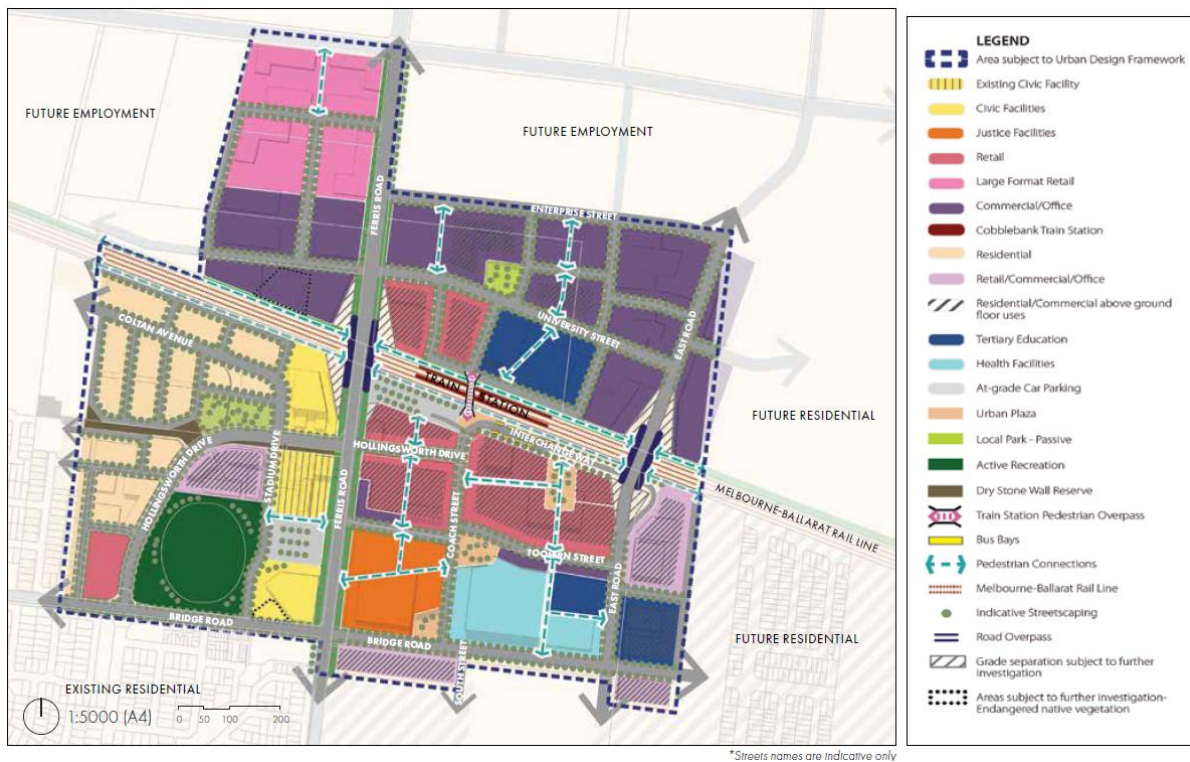 FUTURE EMPLOYMENT
FUTURE EMPLOYMENT
FERRIS ROAD
ENTERPRISE STREET
COLTAN AVENUE
UNIVERSITY STREET
EAST ROAD
TRAIN STATION
FUTURE RESIDENTIAL
HOLLINGSWORTH DRIVE
INTERCHANGE WAY
HOLLINGSWORTH DRIVE
STADIUM DRIVE
FERRIS ROAD
COACH STREET
MELBOURNE-BALLARAT RAIL LINE
TOOLERN STREET
EAST ROAD
BRIDGE ROAD
BRIDGE ROAD
SOUTH STREET
FUTURE RESIDENTIAL
EXISTING RESIDENTIAL
1:5000 (A4)
0 50 100 200
*Streets names are indicative only
LEGEND
Area subject to Urban Design Framework
Existing Civic Facility
Civic Facilities
Justice Facilities
Retail
Large Format Retail
Commercial/Office
Cobblebank Train Station
Residential
Retail/Commercial/Office
Residential/Commercial above ground
floor uses
Tertiary Education
Health Facilities
At-grade Car Parking
Urban Plaza
Local Park - Passive
Active Recreation
Dry Stone Wall Reserve
Train Station Pedestrian Overpass
Bus Bays
Pedestrian Connections
Melbourne-Ballarat Rail Line
Indicative Streetscaping
Road Overpass
Grade separation subject to further
investigation
Areas subject to further investigation-
Endangered native vegetation